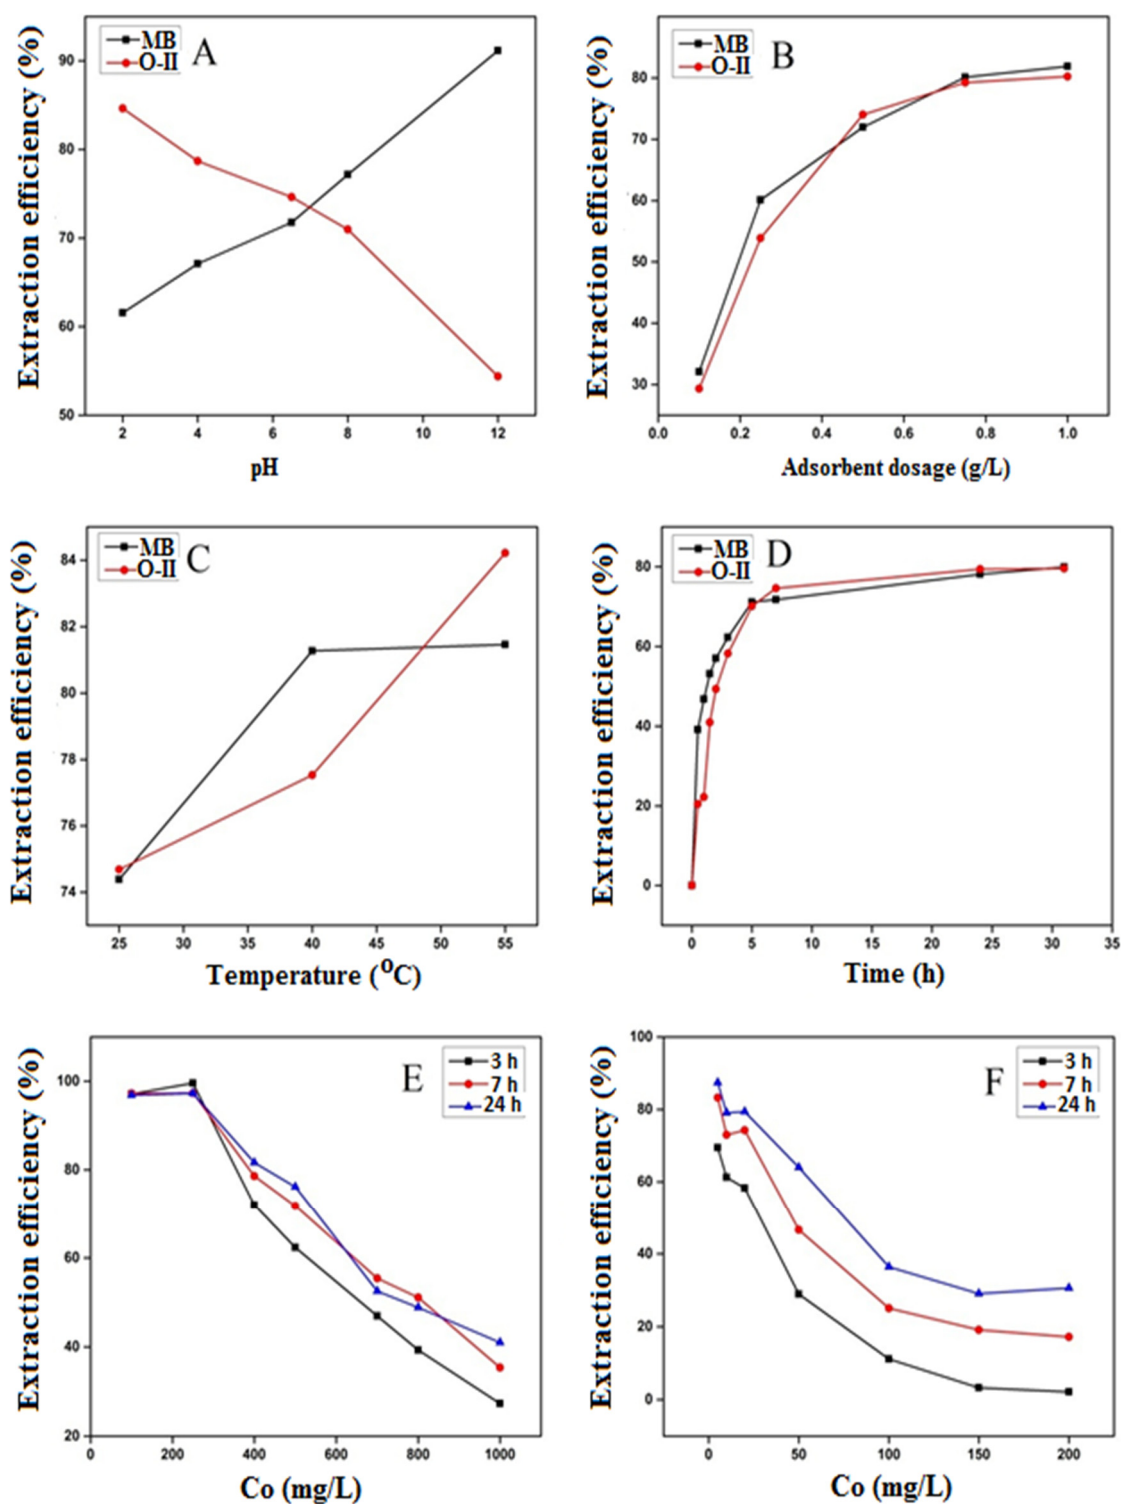 MB
O-II
A
Extraction efficiency (%)
90
80
70
60
50
2
4
6
8
10
12
pH
MB
O-II
B
Extraction efficiency (%)
80
70
60
50
40
30
0.0
0.2
0.4
0.6
0.8
1.0
Adsorbent dosage (g/L)
MB
O-II
C
Extraction efficiency (%)
84
82
80
78
76
74
25
30
35
40
45
50
55
Temperature (°C)
MB
O-II
D
Extraction efficiency (%)
80
60
40
20
0
0
5
10
15
20
25
30
35
Time (h)
E
3 h
7 h
24 h
Extraction efficiency (%)
100
80
60
40
20
0
200
400
600
800
1000
Co (mg/L)
F
3 h
7 h
24 h
Extraction efficiency (%)
100
80
60
40
20
0
0
50
100
150
200
Co (mg/L)